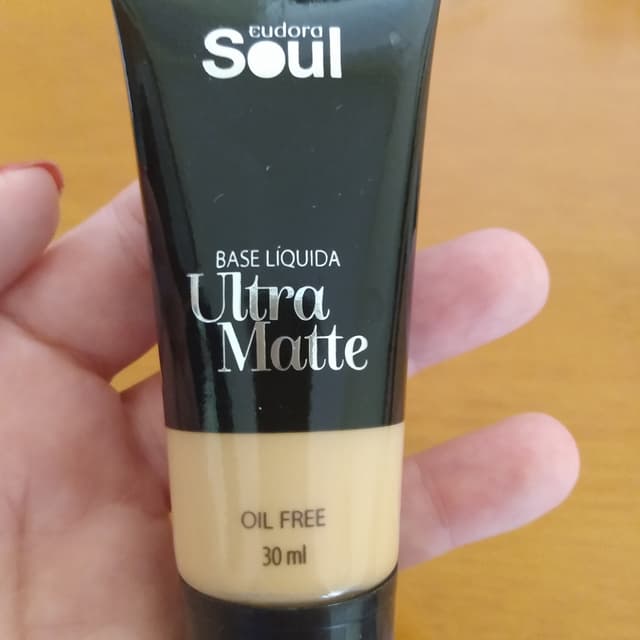 eudora
Soul
BASE LÍQUIDA
Ultra
Matte
OIL FREE
30 ml